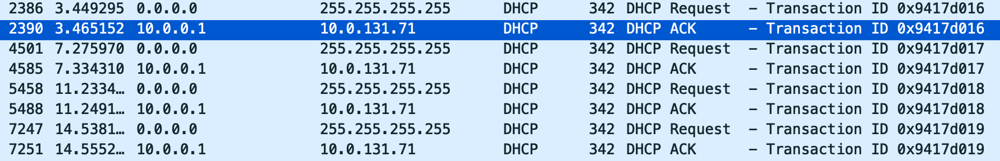 2386 3.449295 0.0.0.0 255.255.255.255 DHCP 342 DHCP Request – Transaction ID 0x9417d016
2390 3.465152 10.0.0.1 10.0.131.71 DHCP 342 DHCP ACK – Transaction ID 0x9417d016
4501 7.275970 0.0.0.0 255.255.255.255 DHCP 342 DHCP Request – Transaction ID 0x9417d017
4585 7.334310 10.0.0.1 10.0.131.71 DHCP 342 DHCP ACK – Transaction ID 0x9417d017
5458 11.2334… 0.0.0.0 255.255.255.255 DHCP 342 DHCP Request – Transaction ID 0x9417d018
5488 11.2491… 10.0.0.1 10.0.131.71 DHCP 342 DHCP ACK – Transaction ID 0x9417d018
7247 14.5381… 0.0.0.0 255.255.255.255 DHCP 342 DHCP Request – Transaction ID 0x9417d019
7251 14.5552… 10.0.0.1 10.0.131.71 DHCP 342 DHCP ACK – Transaction ID 0x9417d019